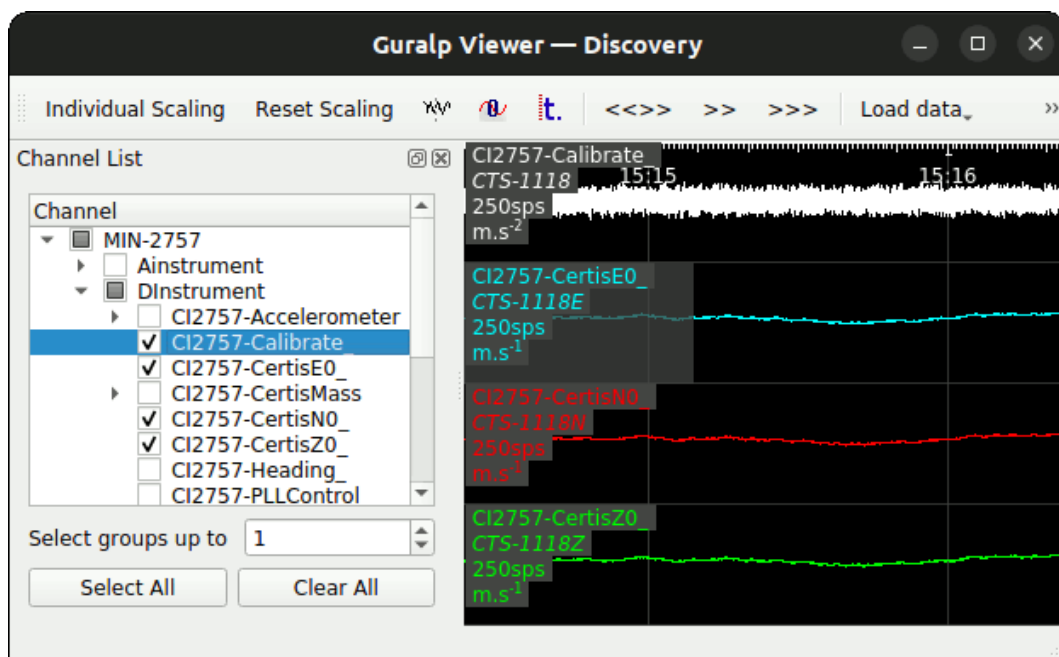 Guralp Viewer — Discovery
Individual Scaling Reset Scaling 0 t. <<>> >> >>> Load data
Channel List
Channel
MIN-2757
Ainstrument
DInstrument
CI2757-Accelerometer
CI2757-Calibrate_
CI2757-CertisE0_
CI2757-CertisMass
CI2757-CertisN0_
CI2757-CertisZ0_
CI2757-Heading_
CI2757-PLLControl
Select groups up to 1
Select All Clear All
CI2757-Calibrate_
CTS-1118
250sps
m.s⁻²
15:15 15:16
CI2757-CertisE0_
CTS-1118E
250sps
m.s⁻¹
CI2757-CertisN0_
CTS-1118N
250sps
m.s⁻¹
CI2757-CertisZ0_
CTS-1118Z
250sps
m.s⁻¹